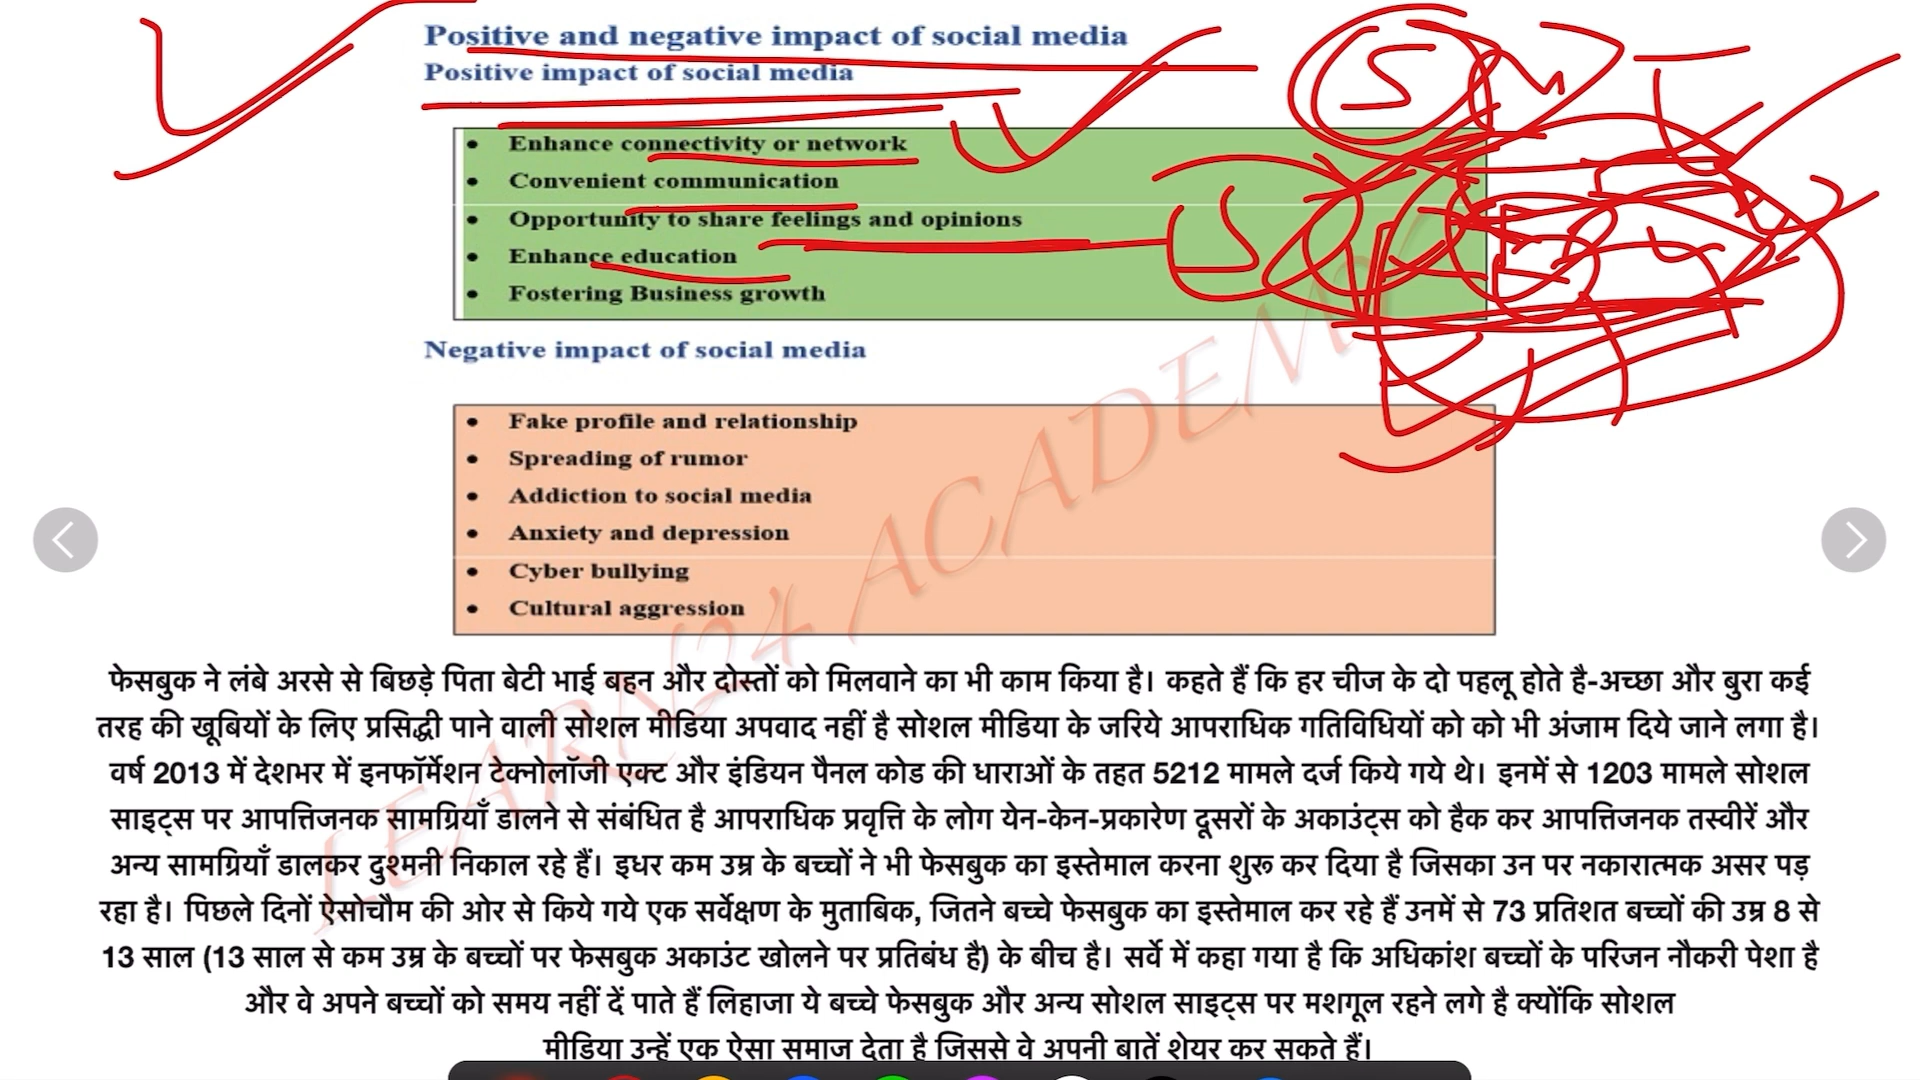 Positive and negative impact of social media
Positive impact of social media
• Enhance connectivity or network
• Convenient communication
• Opportunity to share feelings and opinions
• Enhance education
• Fostering Business growth
Negative impact of social media
• Fake profile and relationship
• Spreading of rumor
• Addiction to social media
• Anxiety and depression
• Cyber bullying
• Cultural aggression
LEARN24 ACADEMY
फेसबुक ने लंबे अरसे से बिछड़े पिता बेटी भाई बहन और दोस्तों को मिलवाने का भी काम किया है। कहते हैं कि हर चीज के दो पहलू होते है-अच्छा और बुरा कई
तरह की खूबियों के लिए प्रसिद्धी पाने वाली सोशल मीडिया अपवाद नहीं है सोशल मीडिया के जरिये आपराधिक गतिविधियों को को भी अंजाम दिये जाने लगा है।
वर्ष 2013 में देशभर में इनफॉर्मेशन टेक्नोलॉजी एक्ट और इंडियन पैनल कोड की धाराओं के तहत 5212 मामले दर्ज किये गये थे। इनमें से 1203 मामले सोशल
साइट्स पर आपत्तिजनक सामग्रियाँ डालने से संबंधित है आपराधिक प्रवृत्ति के लोग येन-केन-प्रकारेण दूसरों के अकाउंट्स को हैक कर आपत्तिजनक तस्वीरें और
अन्य सामग्रियाँ डालकर दुश्मनी निकाल रहे हैं। इधर कम उम्र के बच्चों ने भी फेसबुक का इस्तेमाल करना शुरू कर दिया है जिसका उन पर नकारात्मक असर पड़
रहा है। पिछले दिनों ऐसोचौम की ओर से किये गये एक सर्वेक्षण के मुताबिक, जितने बच्चे फेसबुक का इस्तेमाल कर रहे हैं उनमें से 73 प्रतिशत बच्चों की उम्र 8 से
13 साल (13 साल से कम उम्र के बच्चों पर फेसबुक अकाउंट खोलने पर प्रतिबंध है) के बीच है। सर्वे में कहा गया है कि अधिकांश बच्चों के परिजन नौकरी पेशा है
और वे अपने बच्चों को समय नहीं दें पाते हैं लिहाजा ये बच्चे फेसबुक और अन्य सोशल साइट्स पर मशगूल रहने लगे है क्योंकि सोशल
मीडिया उन्हें एक ऐसा समाज देता है जिससे वे अपनी बातें शेयर कर सकते हैं।